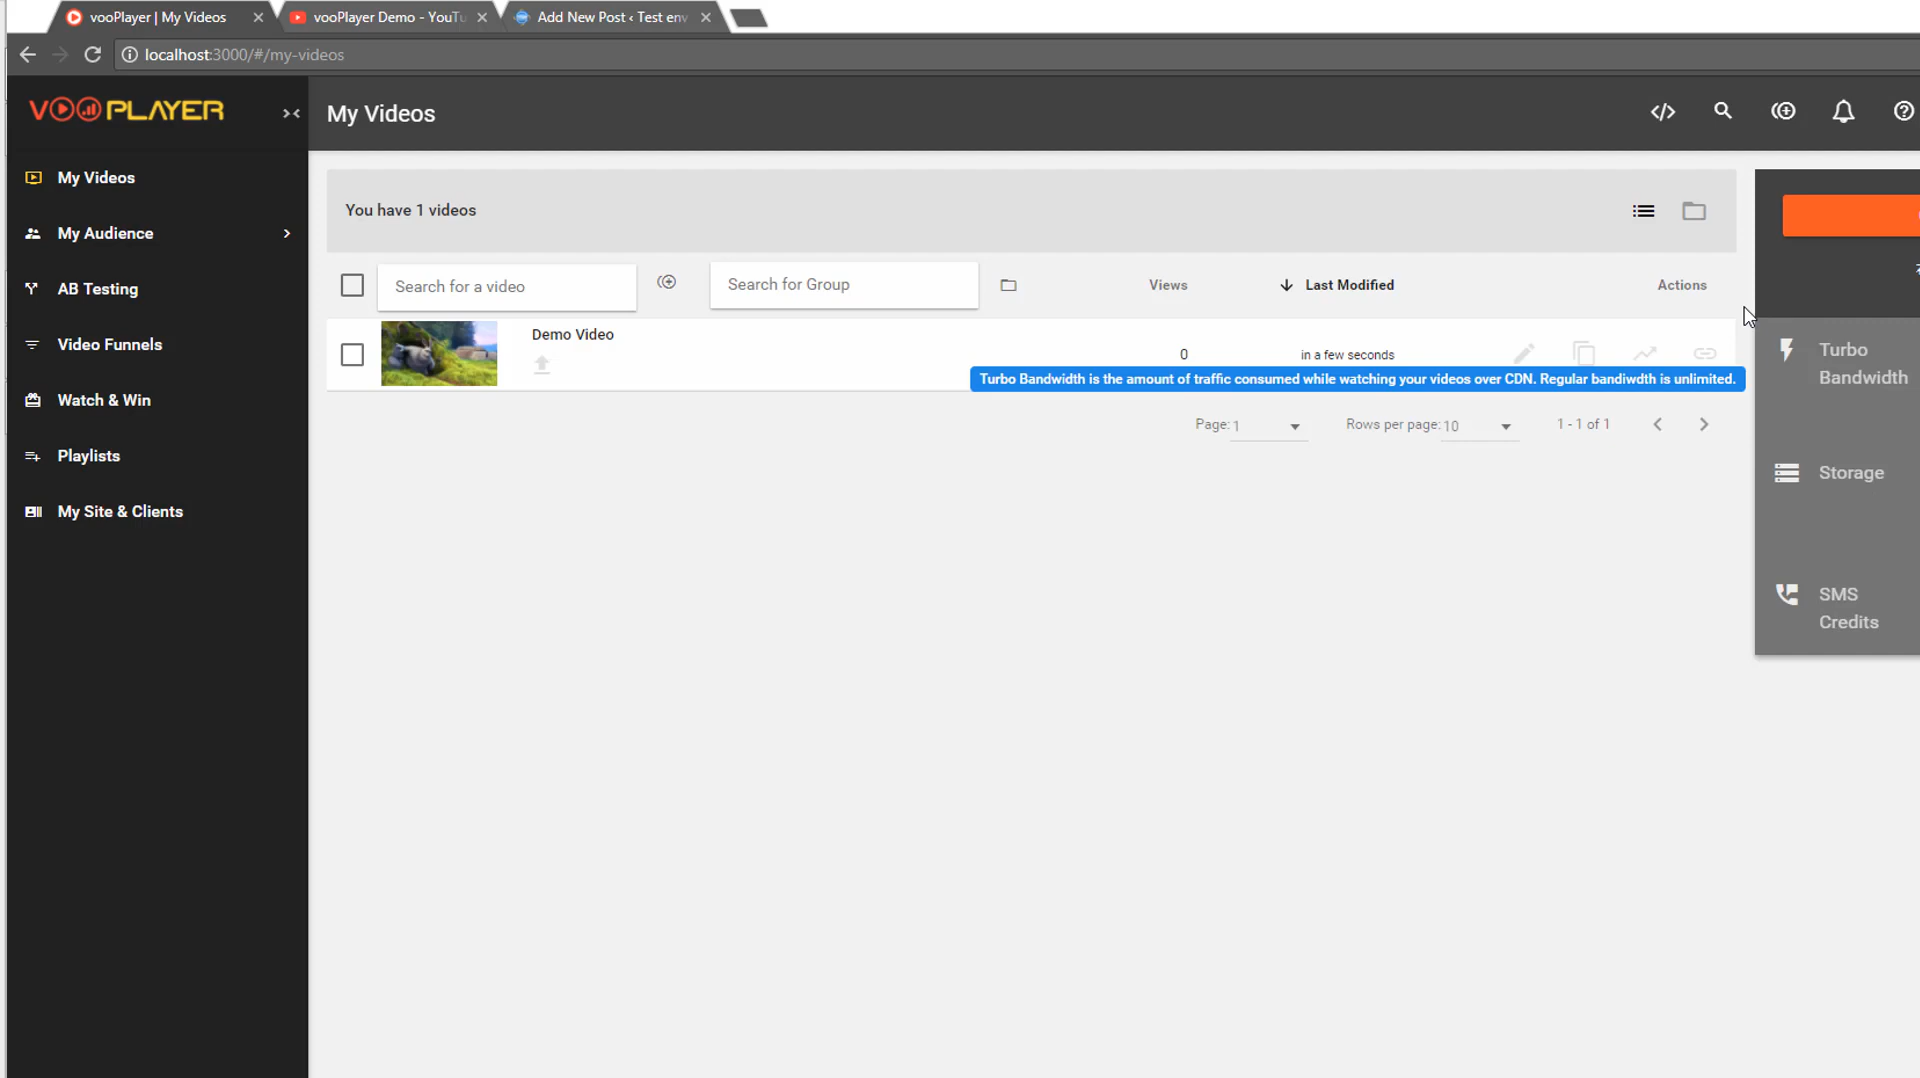 vooPlayer | My Videos
vooPlayer Demo - YouTu
Add New Post ‹ Test env
localhost:3000/#/my-videos
VOOPLAYER
My Videos
My Videos
My Audience
AB Testing
Video Funnels
Watch & Win
Playlists
My Site & Clients
You have 1 videos
Search for a video
Search for Group
Views
Last Modified
Actions
Demo Video
0
in a few seconds
Turbo Bandwidth is the amount of traffic consumed while watching your videos over CDN. Regular bandiwdth is unlimited.
Page: 1
Rows per page: 10
1 - 1 of 1
Turbo
Bandwidth
Storage
SMS
Credits